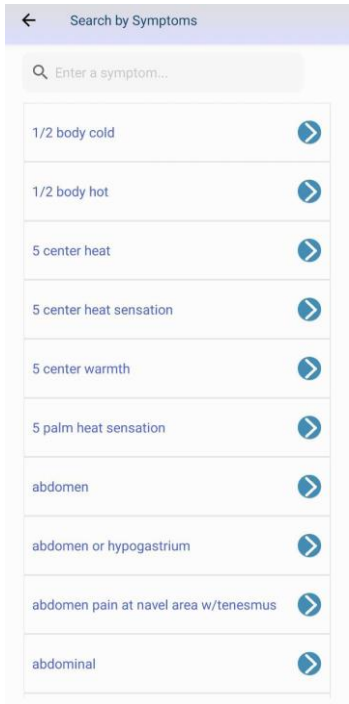 Search by Symptoms
Enter a symptom...
1/2 body cold
1/2 body hot
5 center heat
5 center heat sensation
5 center warmth
5 palm heat sensation
abdomen
abdomen or hypogastrium
abdomen pain at navel area w/tenesmus
abdominal